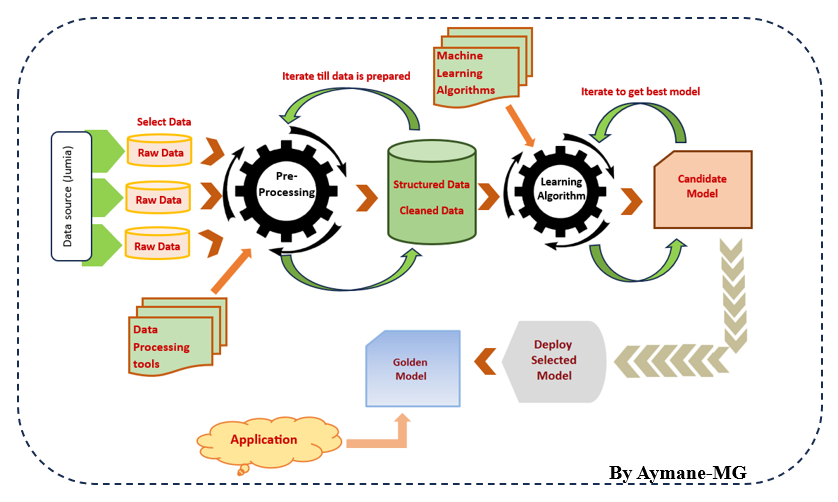 Machine
Learning
Algorithms
Iterate till data is prepared
Iterate to get best model
Select Data
Data source (Jumia)
Raw Data
Raw Data
Raw Data
Pre-
Processing
Structured Data
Cleaned Data
Learning
Algorithm
Candidate
Model
Data
Processing
tools
Golden
Model
Deploy
Selected
Model
Application
By Aymane-MG